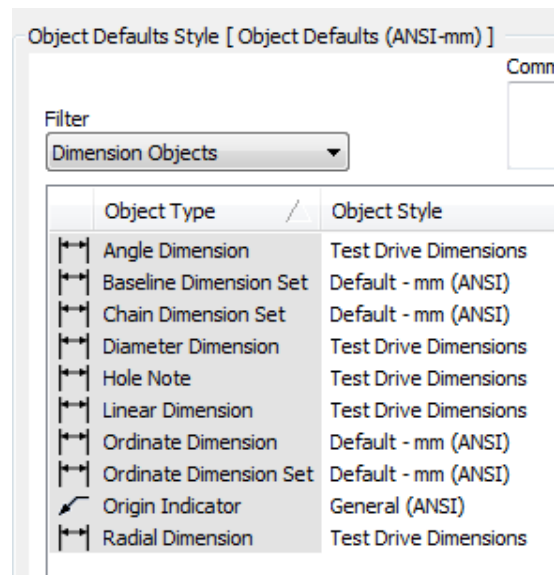 Object Defaults Style [ Object Defaults (ANSI-mm) ]
Comm
Filter
Dimension Objects
Object Type Object Style
Angle Dimension Test Drive Dimensions
Baseline Dimension Set Default - mm (ANSI)
Chain Dimension Set Default - mm (ANSI)
Diameter Dimension Test Drive Dimensions
Hole Note Test Drive Dimensions
Linear Dimension Test Drive Dimensions
Ordinate Dimension Default - mm (ANSI)
Ordinate Dimension Set Default - mm (ANSI)
Origin Indicator General (ANSI)
Radial Dimension Test Drive Dimensions